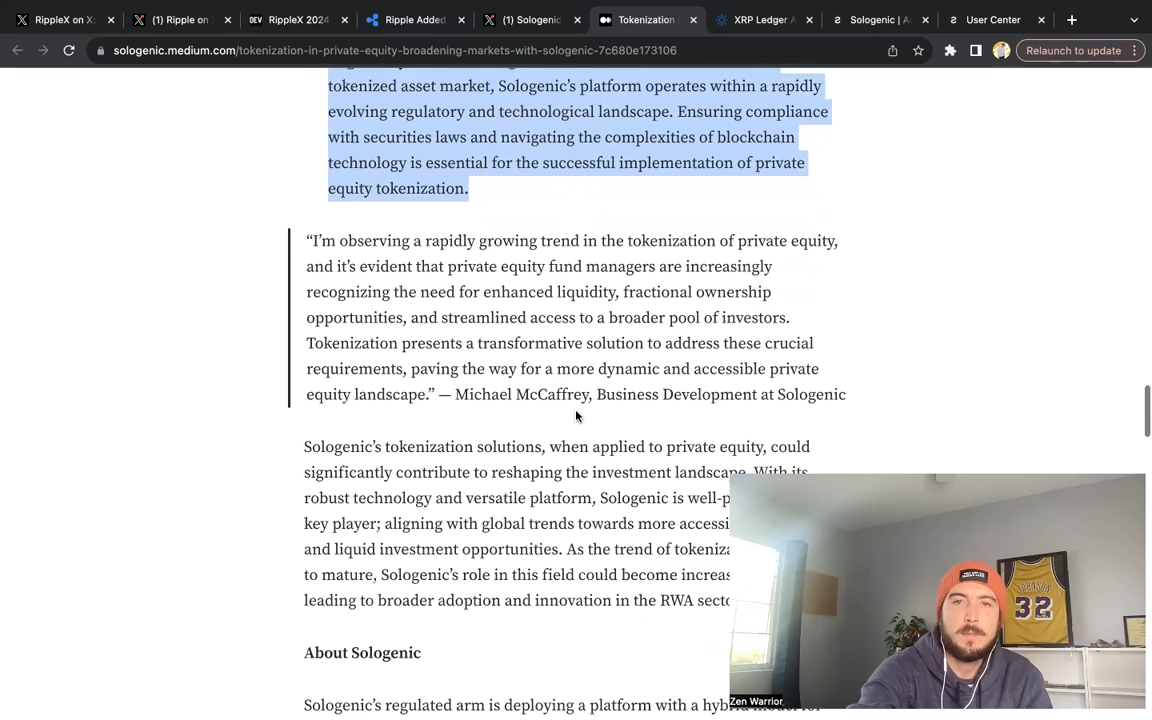 RippleX on X:
(1) Ripple on
DEV
RippleX 2024
Ripple Added
(1) Sologenic
Tokenization
XRP Ledger A
Sologenic | A
User Center
sologenic.medium.com/tokenization-in-private-equity-broadening-markets-with-sologenic-7c680e173106
Relaunch to update
tokenized asset market, Sologenic’s platform operates within a rapidly
evolving regulatory and technological landscape. Ensuring compliance
with securities laws and navigating the complexities of blockchain
technology is essential for the successful implementation of private
equity tokenization.
“I’m observing a rapidly growing trend in the tokenization of private equity,
and it’s evident that private equity fund managers are increasingly
recognizing the need for enhanced liquidity, fractional ownership
opportunities, and streamlined access to a broader pool of investors.
Tokenization presents a transformative solution to address these crucial
requirements, paving the way for a more dynamic and accessible private
equity landscape.” — Michael McCaffrey, Business Development at Sologenic
Sologenic’s tokenization solutions, when applied to private equity, could
significantly contribute to reshaping the investment landscape. With its
robust technology and versatile platform, Sologenic is well-p
key player; aligning with global trends towards more accessi
and liquid investment opportunities. As the trend of tokeniza
to mature, Sologenic’s role in this field could become increas
leading to broader adoption and innovation in the RWA secto
About Sologenic
Sologenic’s regulated arm is deploying a platform with a hybrid model for
32
Zen Warrior